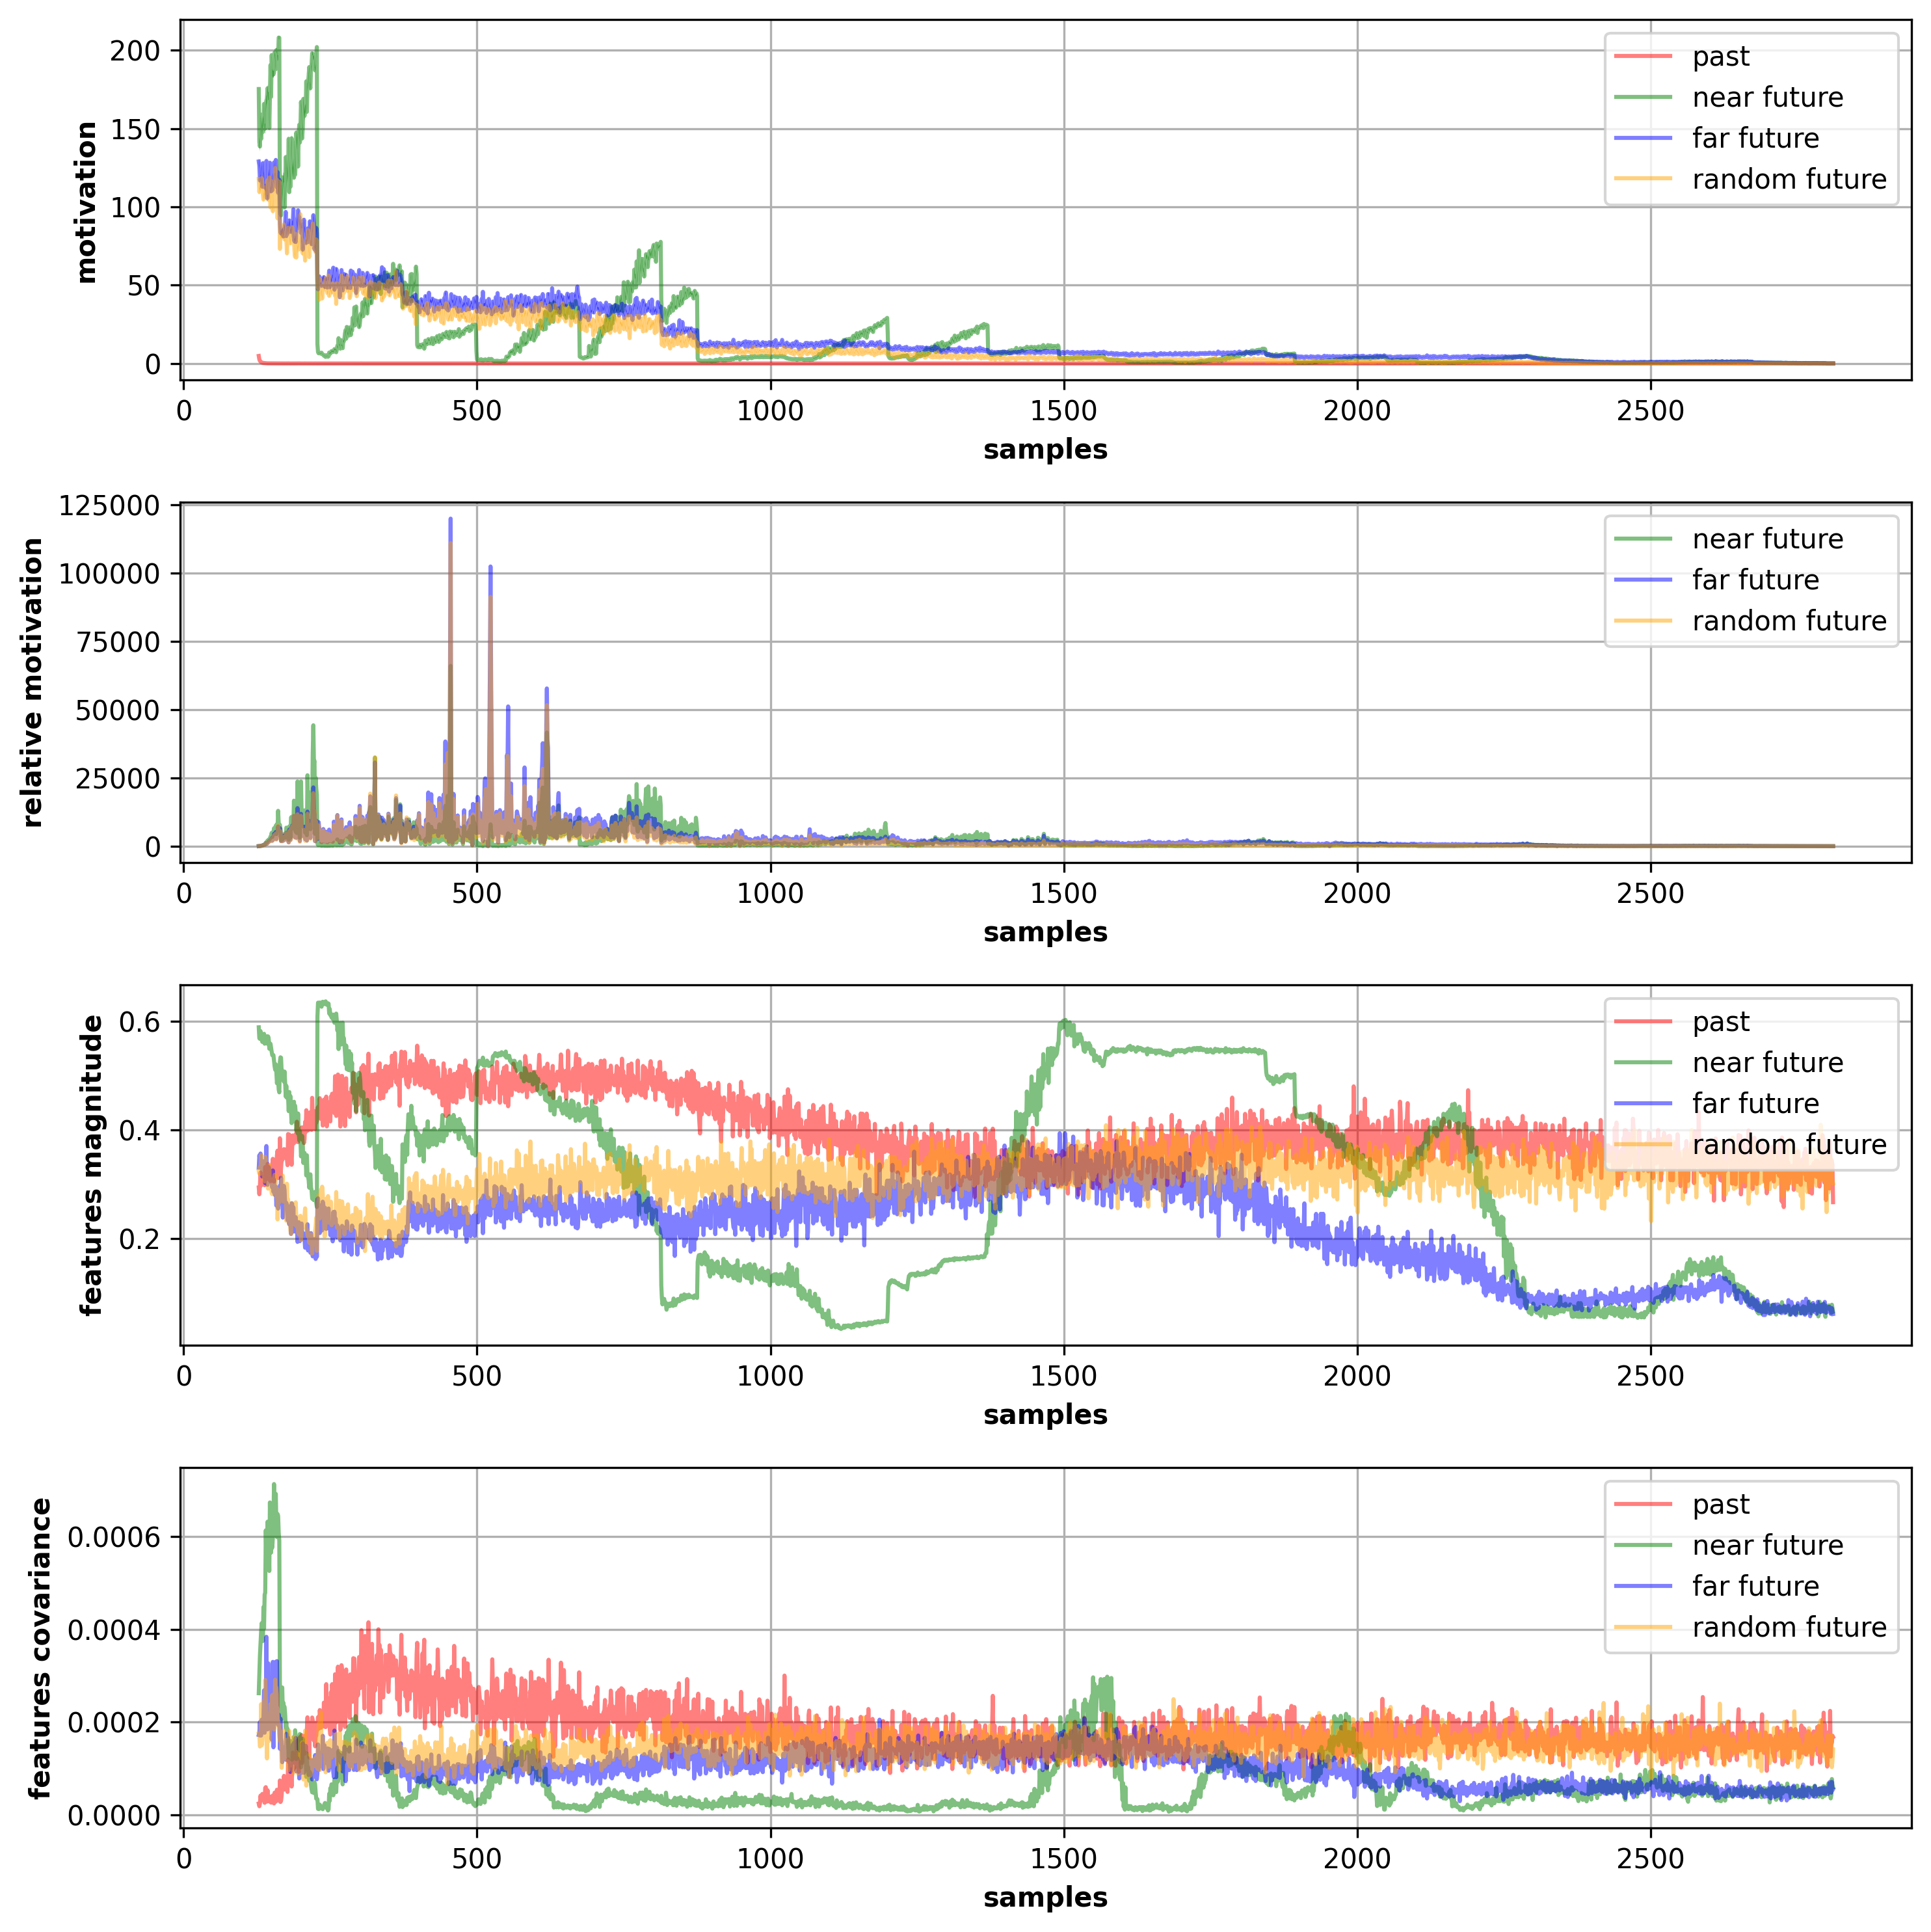 motivation
200
150
100
50
0
past
near future
far future
random future
0 500 1000 1500 2000 2500
samples
relative motivation
125000
100000
75000
50000
25000
0
near future
far future
random future
0 500 1000 1500 2000 2500
samples
features magnitude
0.6
0.4
0.2
past
near future
far future
random future
0 500 1000 1500 2000 2500
samples
features covariance
0.0006
0.0004
0.0002
0.0000
past
near future
far future
random future
0 500 1000 1500 2000 2500
samples